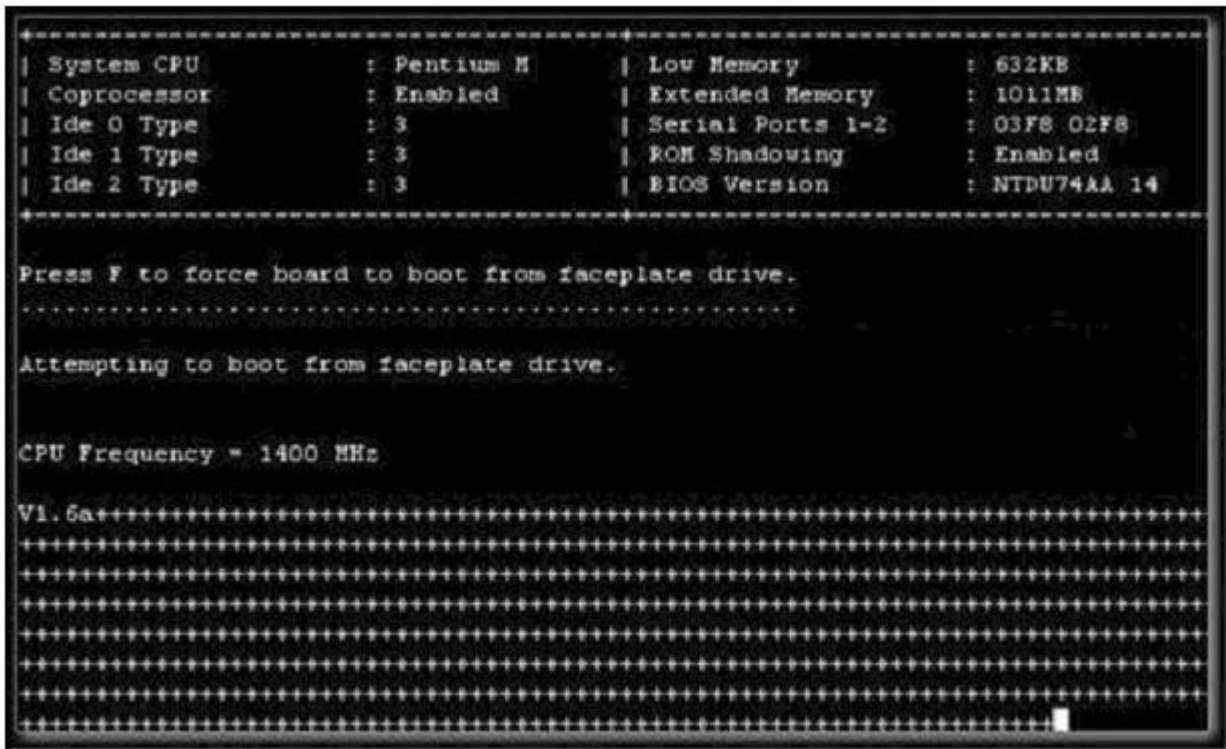 +----------------------------------------+---------------------------------------
| System CPU : Pentium M | Low Memory : 632KB
| Coprocessor : Enabled | Extended Memory : 1011MB
| Ide 0 Type : 3 | Serial Ports 1-2 : 03F8 02F8
| Ide 1 Type : 3 | ROM Shadowing : Enabled
| Ide 2 Type : 3 | BIOS Version : NTDU74AA 14
+----------------------------------------+---------------------------------------
Press F to force board to boot from faceplate drive.
....................................................
Attempting to boot from faceplate drive.
CPU Frequency = 1400 MHz
V1.6a++++++++++++++++++++++++++++++++++++++++++++++++++++++++++++++++++++++++++
+++++++++++++++++++++++++++++++++++++++++++++++++++++++++++++++++++++++++++++++
+++++++++++++++++++++++++++++++++++++++++++++++++++++++++++++++++++++++++++++++
+++++++++++++++++++++++++++++++++++++++++++++++++++++++++++++++++++++++++++++++
+++++++++++++++++++++++++++++++++++++++++++++++++++++++++++++++++++++++++++++++
+++++++++++++++++++++++++++++++++++++++++++++++++++++++++++++++++++++++++++++++
+++++++++++++++++++++++++++++++++++++++++++++++++++++++++++++++++++++++++++++++
+++++++++++++++++++++++++++++++++++++++++++++++++++++++++++++++++++++